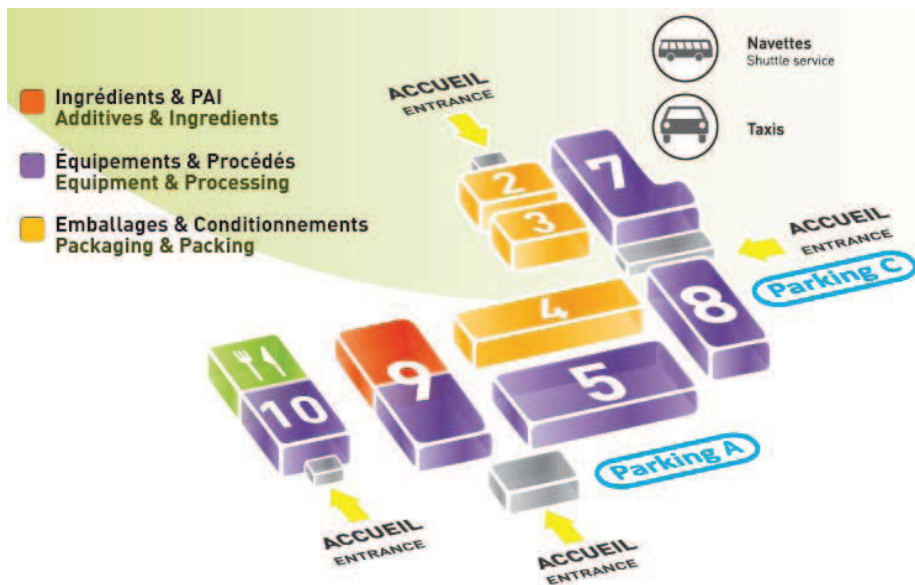 Ingrédients & PAI
Additives & Ingredients
Équipements & Procédés
Equipment & Processing
Emballages & Conditionnements
Packaging & Packing
Navettes
Shuttle service
Taxis
ACCUEIL
ENTRANCE
2
3
7
ACCUEIL
ENTRANCE
Parking C
8
4
5
9
10
Parking A
ACCUEIL
ENTRANCE
ACCUEIL
ENTRANCE